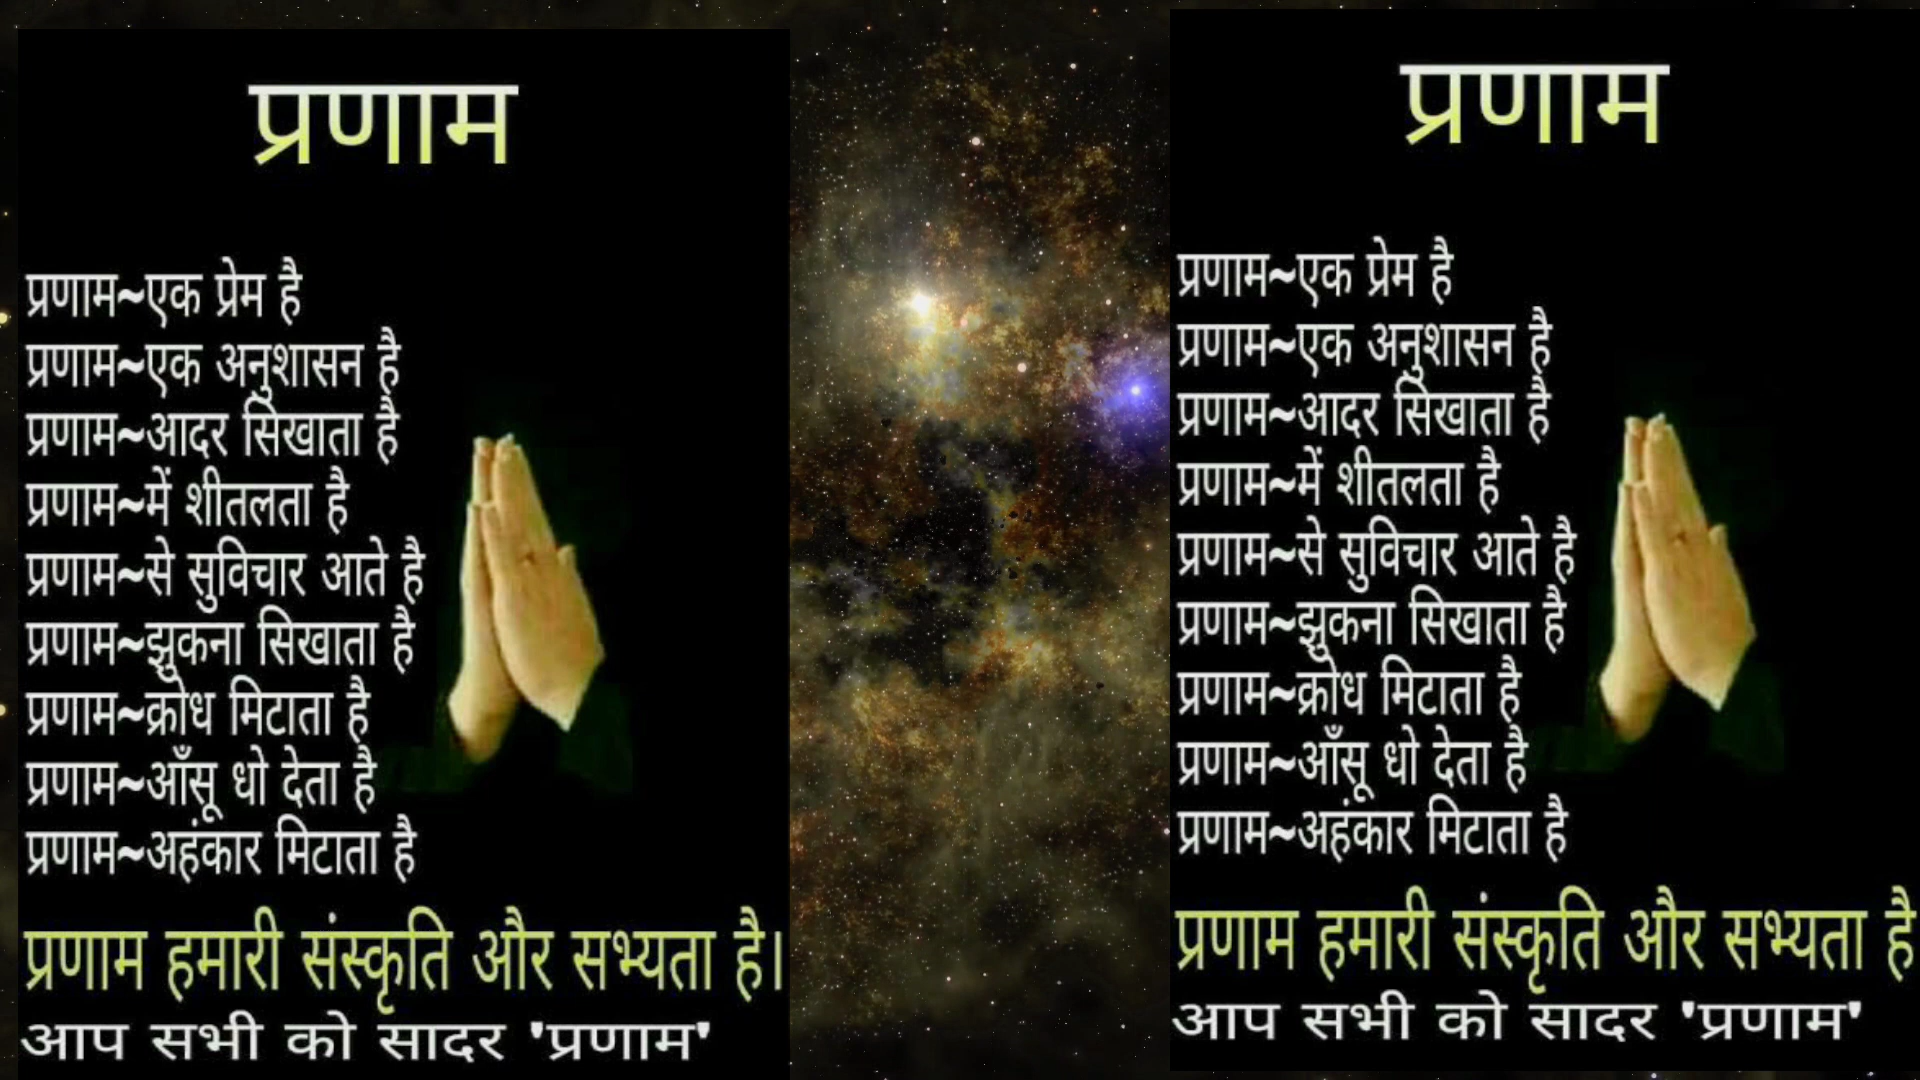 प्रणाम
प्रणाम~एक प्रेम है
प्रणाम~एक अनुशासन है
प्रणाम~आदर सिखाता है
प्रणाम~में शीतलता है
प्रणाम~से सुविचार आते है
प्रणाम~झुकना सिखाता है
प्रणाम~क्रोध मिटाता है
प्रणाम~आँसू धो देता है
प्रणाम~अहंकार मिटाता है
प्रणाम हमारी संस्कृति और सभ्यता है।
आप सभी को सादर 'प्रणाम'
प्रणाम
प्रणाम~एक प्रेम है
प्रणाम~एक अनुशासन है
प्रणाम~आदर सिखाता है
प्रणाम~में शीतलता है
प्रणाम~से सुविचार आते है
प्रणाम~झुकना सिखाता है
प्रणाम~क्रोध मिटाता है
प्रणाम~आँसू धो देता है
प्रणाम~अहंकार मिटाता है
प्रणाम हमारी संस्कृति और सभ्यता है
आप सभी को सादर 'प्रणाम'